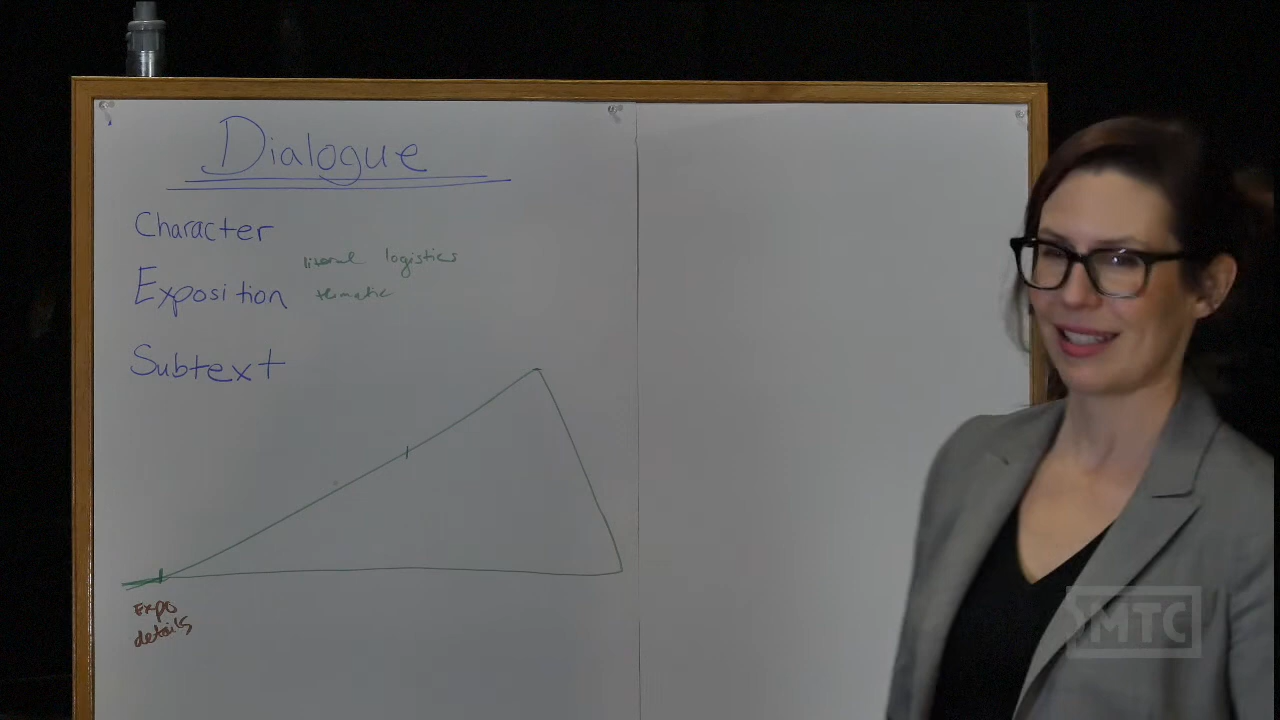 Dialogue
Character
literal logistics
Exposition
thematic
Subtext
Expo
details
MTC